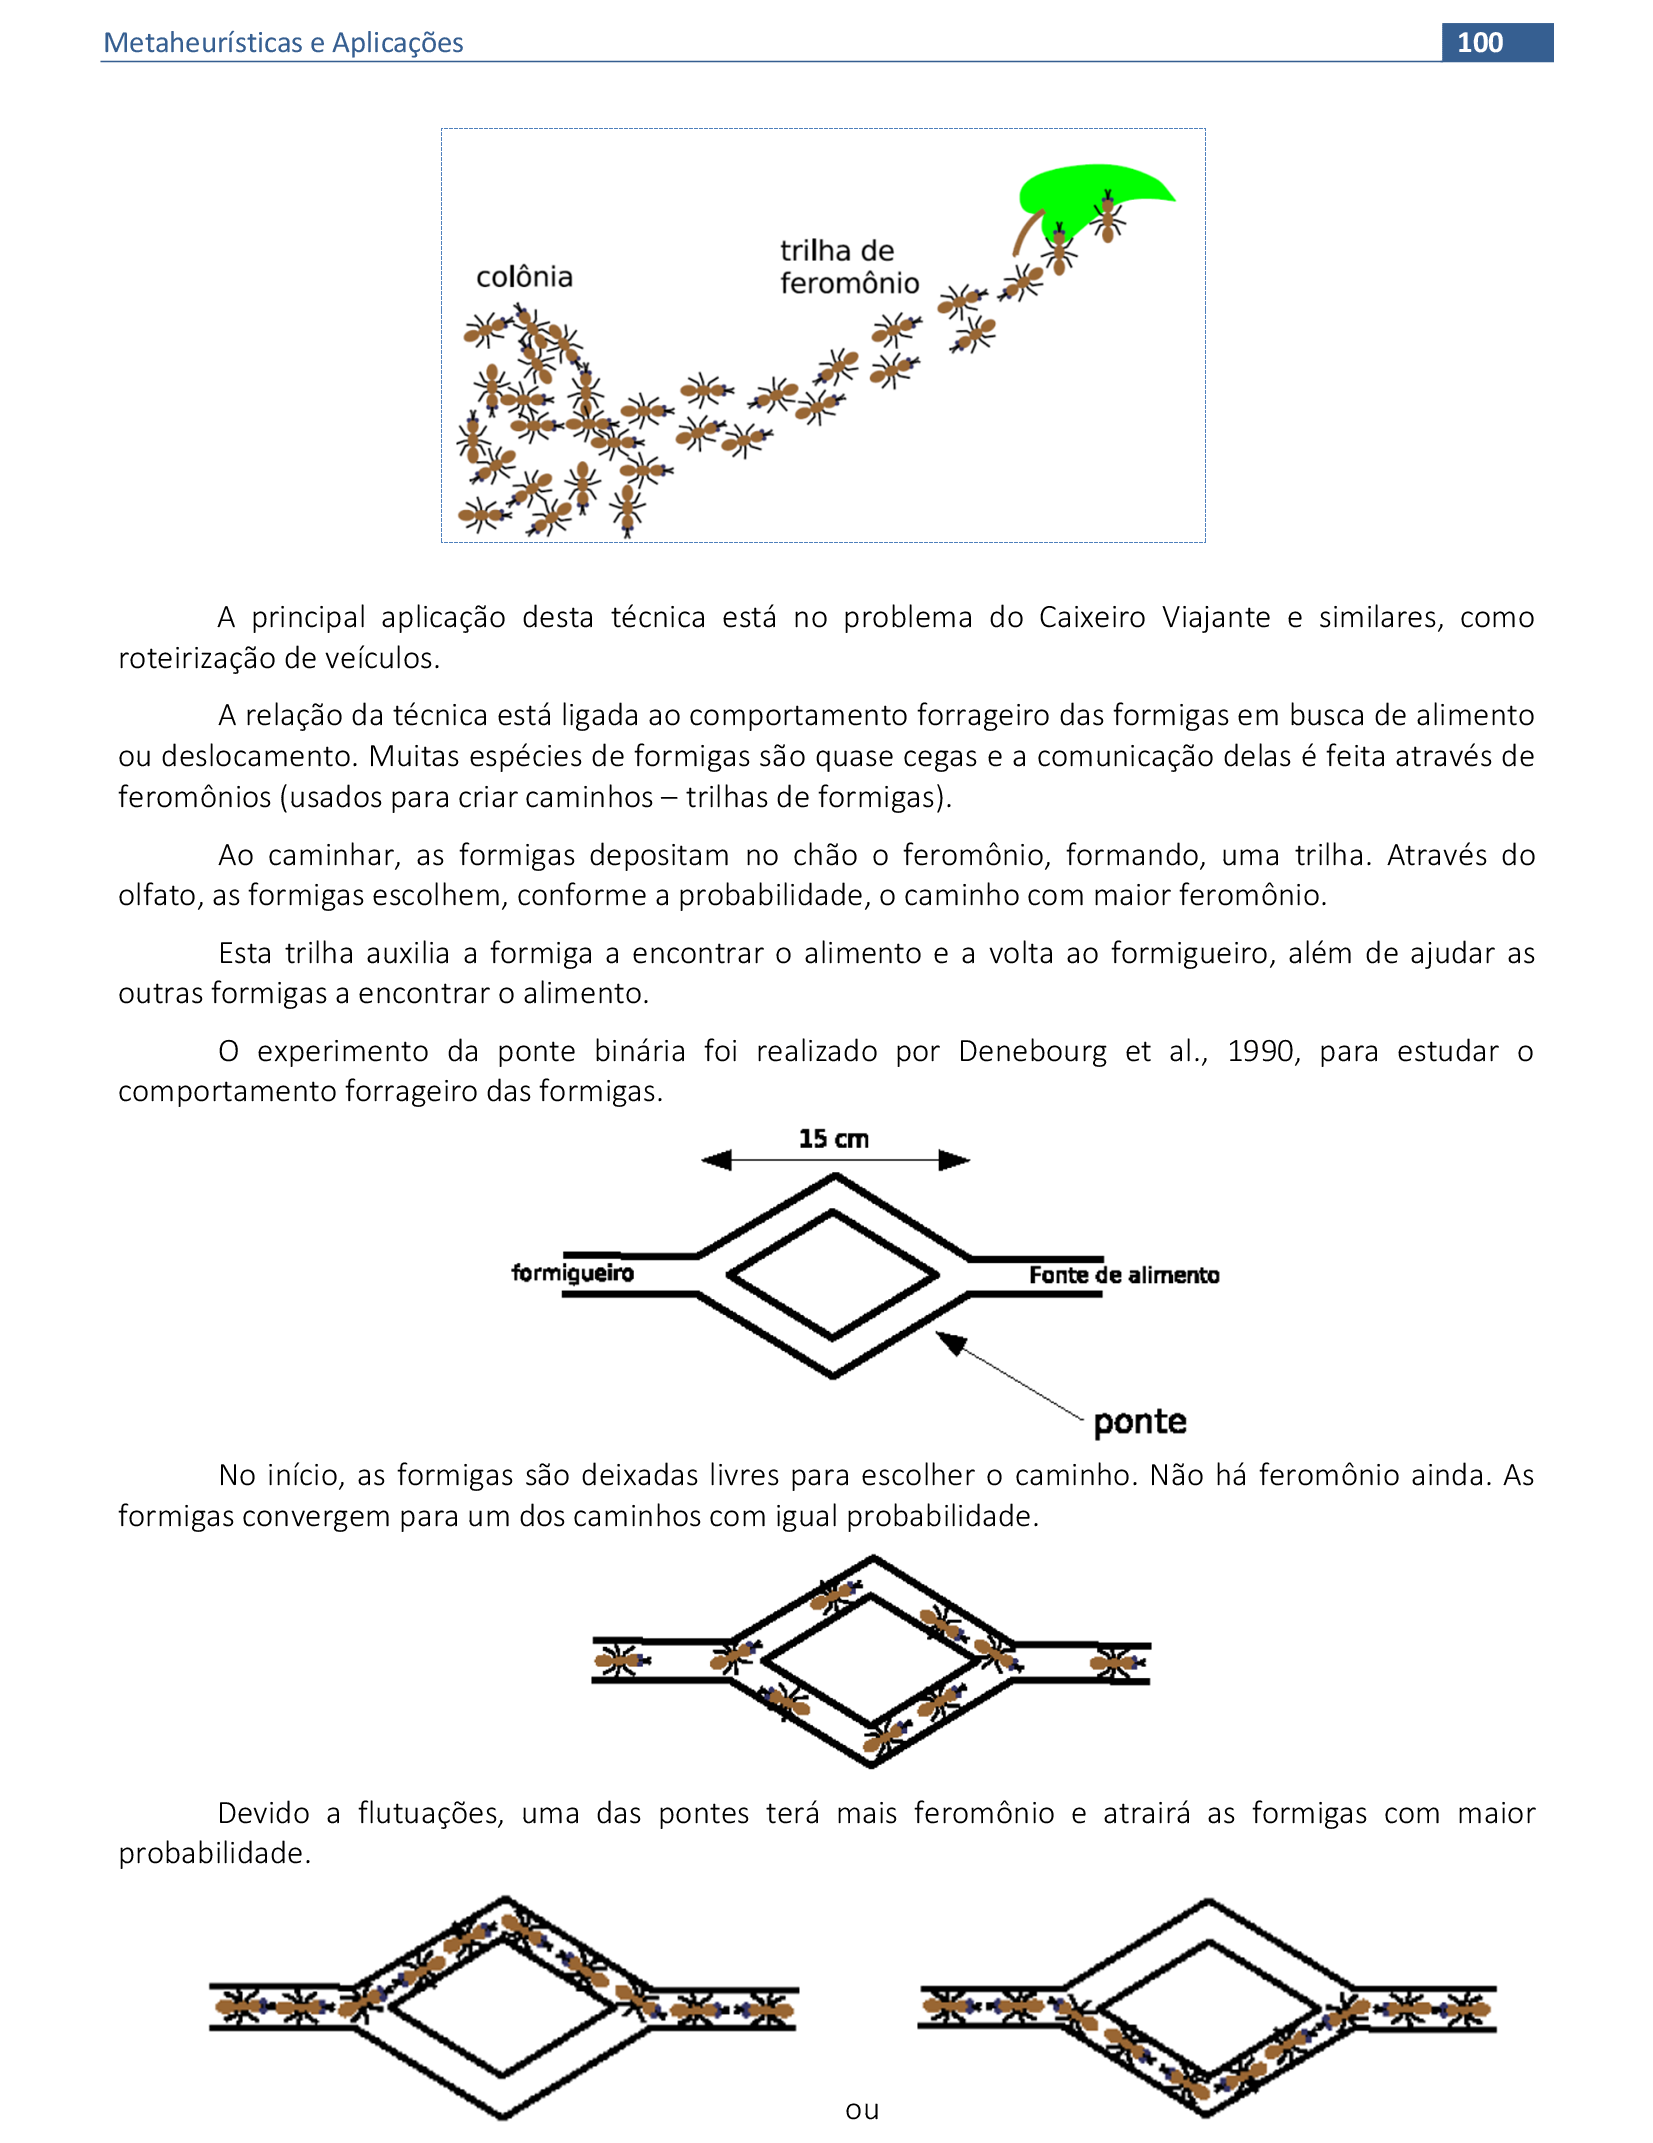 Metaheurísticas e Aplicações
100
colônia
trilha de
feromônio
A principal aplicação desta técnica está no problema do Caixeiro Viajante e similares, como
roteirização de veículos.
A relação da técnica está ligada ao comportamento forrageiro das formigas em busca de alimento
ou deslocamento. Muitas espécies de formigas são quase cegas e a comunicação delas é feita através de
feromônios (usados para criar caminhos – trilhas de formigas).
Ao caminhar, as formigas depositam no chão o feromônio, formando, uma trilha. Através do
olfato, as formigas escolhem, conforme a probabilidade, o caminho com maior feromônio.
Esta trilha auxilia a formiga a encontrar o alimento e a volta ao formigueiro, além de ajudar as
outras formigas a encontrar o alimento.
O experimento da ponte binária foi realizado por Denebourg et al., 1990, para estudar o
comportamento forrageiro das formigas.
15 cm
formigueiro
Fonte de alimento
ponte
No início, as formigas são deixadas livres para escolher o caminho. Não há feromônio ainda. As
formigas convergem para um dos caminhos com igual probabilidade.
Devido a flutuações, uma das pontes terá mais feromônio e atrairá as formigas com maior
probabilidade.
ou